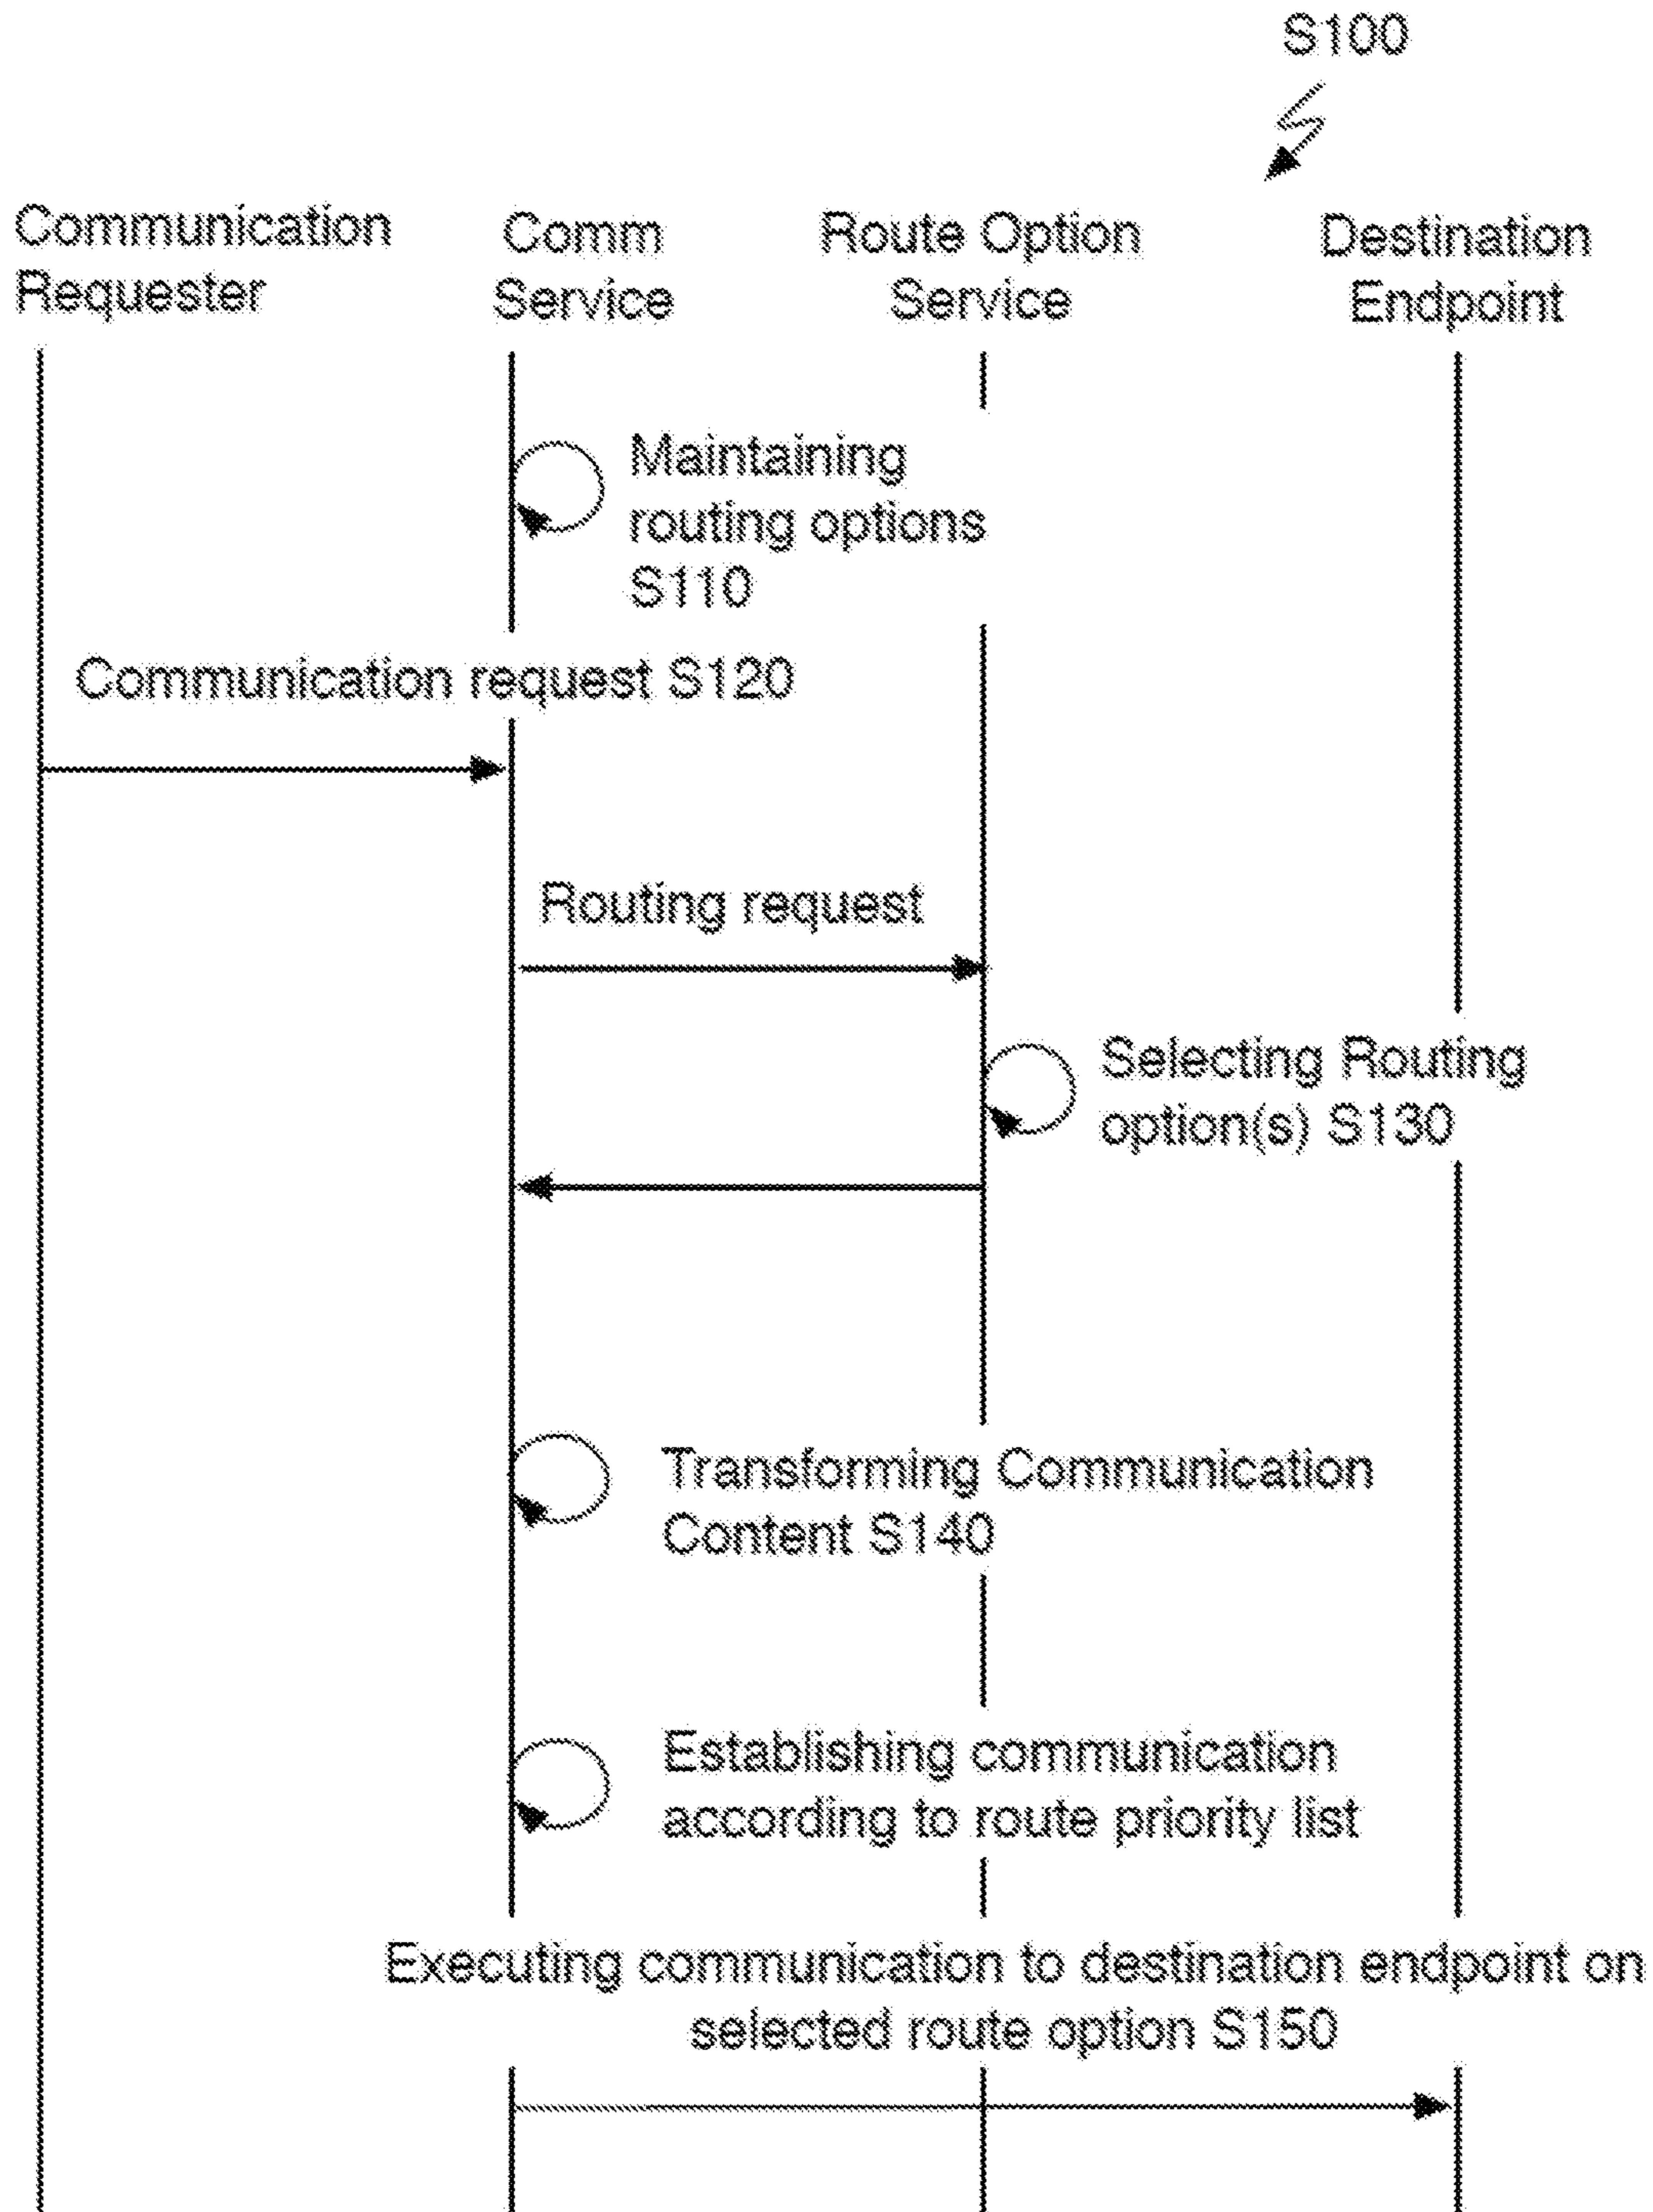 S100
Communication
Requester
Comm
Service
Route Option
Service
Destination
Endpoint
Maintaining
routing options
S110
Communication request S120
Routing request
Selecting Routing
option(s) S130
Transforming Communication
Content S140
Establishing communication
according to route priority list
Executing communication to destination endpoint on
selected route option S150